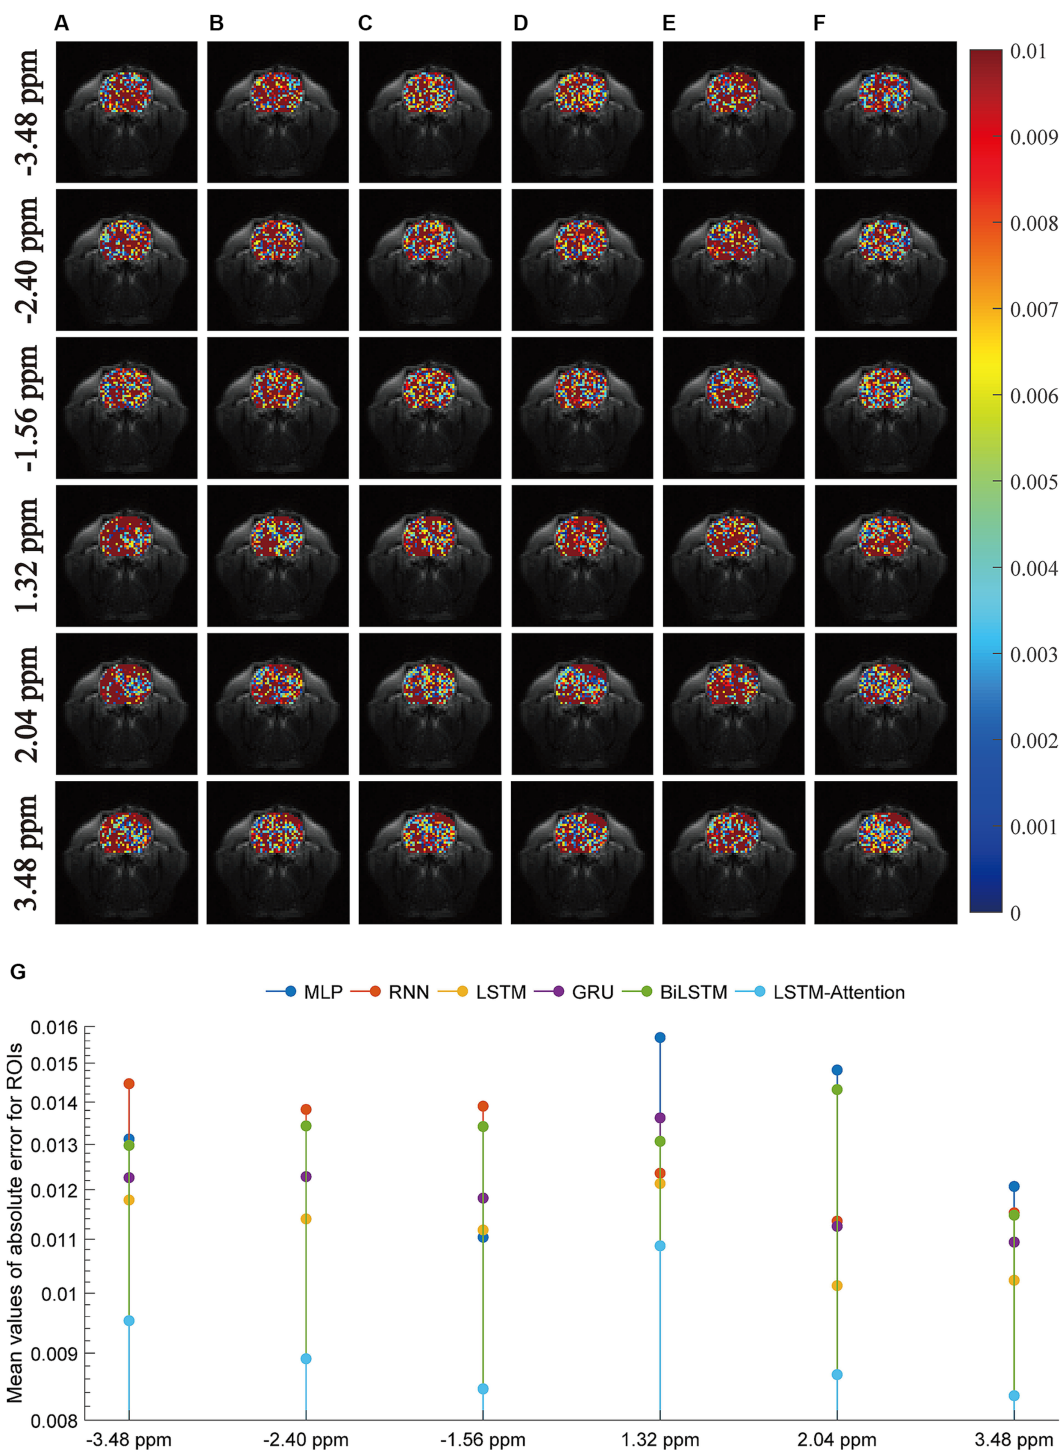 A B C D E F
-3.48 ppm
-2.40 ppm
-1.56 ppm
1.32 ppm
2.04 ppm
3.48 ppm
0.01
0.009
0.008
0.007
0.006
0.005
0.004
0.003
0.002
0.001
0
G
MLP RNN LSTM GRU BiLSTM LSTM-Attention
Mean values of absolute error for ROIs
0.016
0.015
0.014
0.013
0.012
0.011
0.01
0.009
0.008
-3.48 ppm -2.40 ppm -1.56 ppm 1.32 ppm 2.04 ppm 3.48 ppm